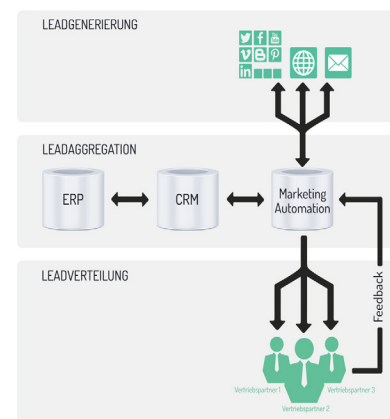 LEADGENERIERUNG
LEADAGGREGATION
ERP
CRM
Marketing
Automation
LEADVERTEILUNG
Feedback
Vertriebspartner 1
Vertriebspartner 3
Vertriebspartner 2